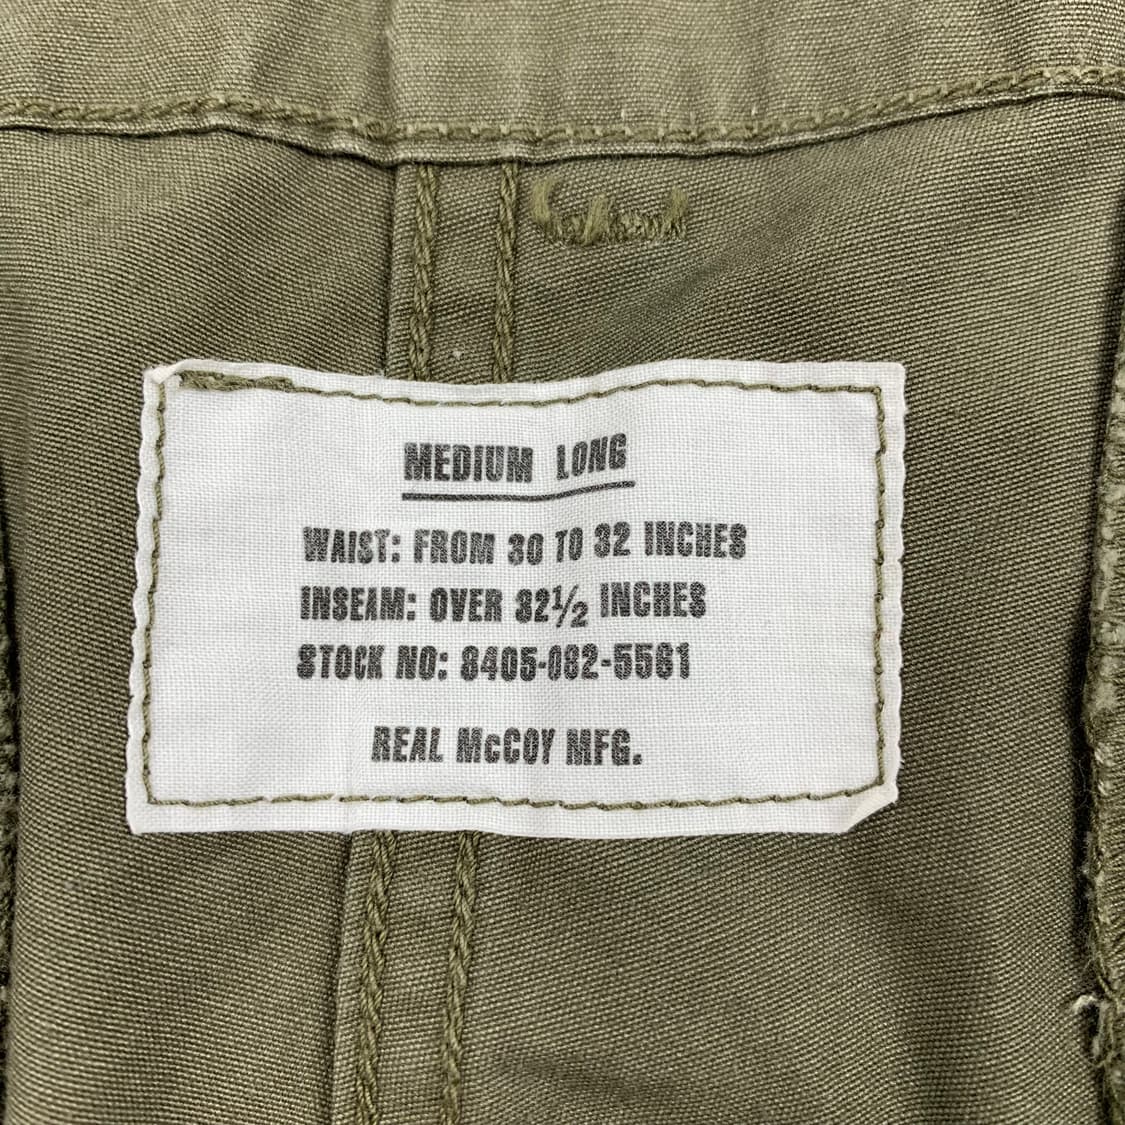 MEDIUM LONG
WAIST: FROM 30 TO 32 INCHES
INSEAM: OVER 32½ INCHES
STOCK NO: 8405-082-5561
REAL McCOY MFG.